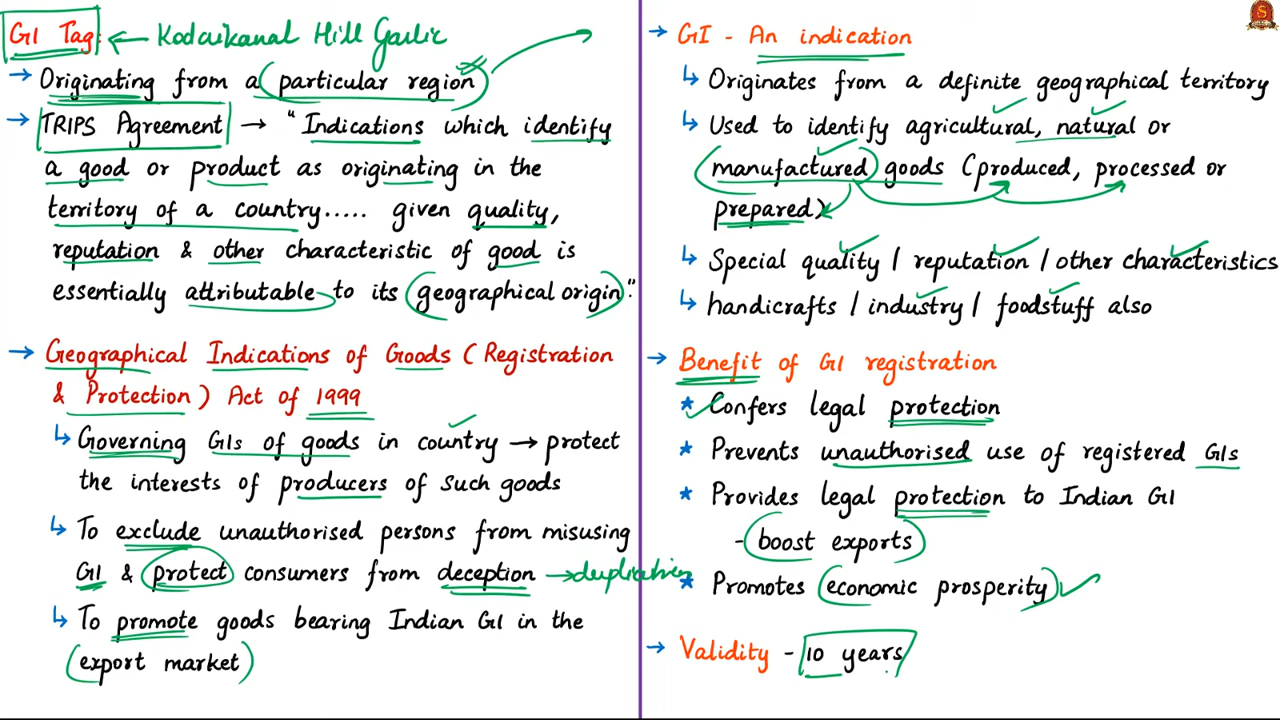 GI Tag: ← Kodaikanal Hill Garlic
→ Originating from a (particular region)
→ TRIPS Agreement → "Indications which identify
a good or product as originating in the
territory of a country..... given quality,
reputation & other characteristic of good is
essentially attributable to its (geographical origin)."
→ Geographical Indications of Goods (Registration
& Protection) Act of 1999
↳ Governing GIs of goods in country → protect
the interests of producers of such goods
↳ To exclude unauthorised persons from misusing
GI & protect consumers from deception → duplication
↳ To promote goods bearing Indian GI in the
(export market)
→ GI - An indication
↳ Originates from a definite geographical territory
↳ Used to identify agricultural, natural or
(manufactured) goods (produced, processed or
prepared)
↳ Special quality / reputation / other characteristics
↳ handicrafts / industry / foodstuff also
→ Benefit of GI registration
* Confers legal protection
* Prevents unauthorised use of registered GIs
* Provides legal protection to Indian GI
- (boost exports)
* Promotes (economic prosperity)
→ Validity - 10 years